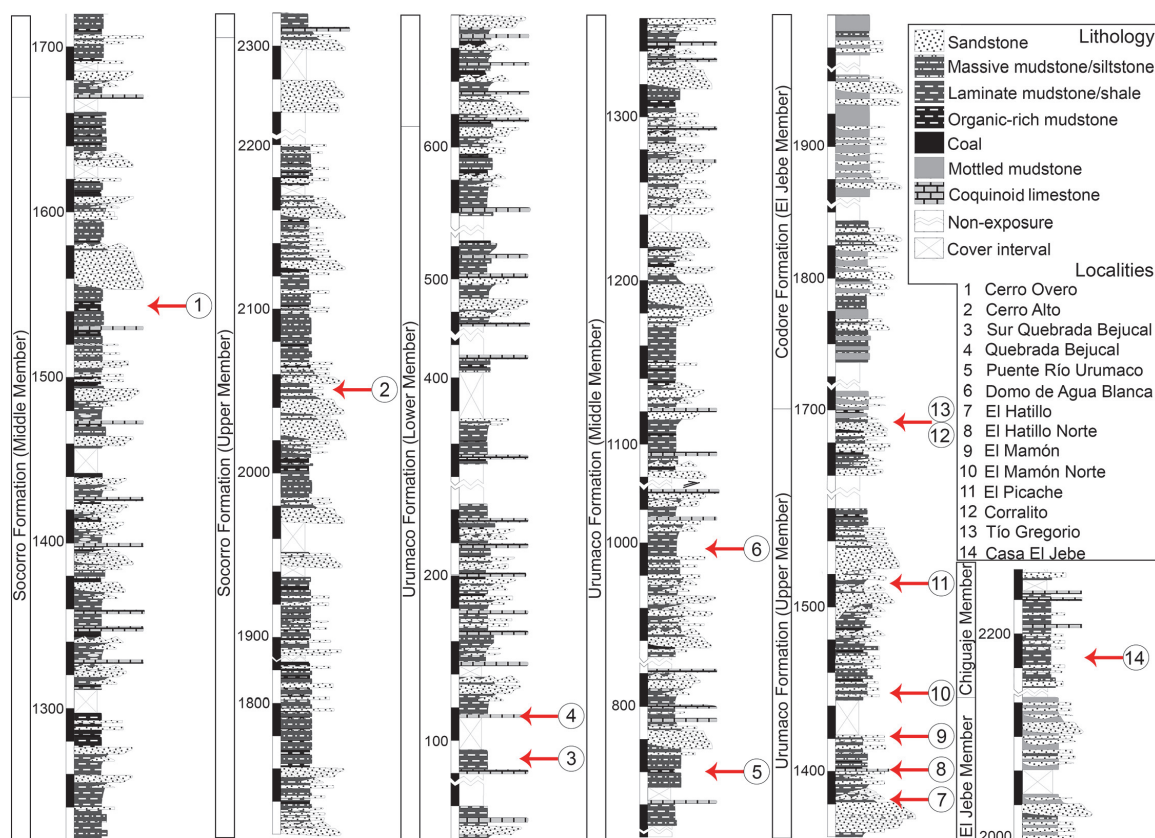 Socorro Formation (Middle Member)
1700
1600
1500
1400
1300
1
Socorro Formation (Upper Member)
2300
2200
2100
2000
1900
1800
2
Urumaco Formation (Lower Member)
600
500
400
200
100
4
3
Urumaco Formation (Middle Member)
1300
1200
1100
1000
800
6
5
Codore Formation (El Jebe Member)
Urumaco Formation (Upper Member)
1900
1800
1700
1500
1400
13
12
11
10
9
8
7
Lithology
Sandstone
Massive mudstone/siltstone
Laminate mudstone/shale
Organic-rich mudstone
Coal
Mottled mudstone
Coquinoid limestone
Non-exposure
Cover interval
Localities
1 Cerro Overo
2 Cerro Alto
3 Sur Quebrada Bejucal
4 Quebrada Bejucal
5 Puente Río Urumaco
6 Domo de Agua Blanca
7 El Hatillo
8 El Hatillo Norte
9 El Mamón
10 El Mamón Norte
11 El Picache
12 Corralito
13 Tío Gregorio
14 Casa El Jebe
Chiguaje Member
El Jebe Member
2200
2000
14